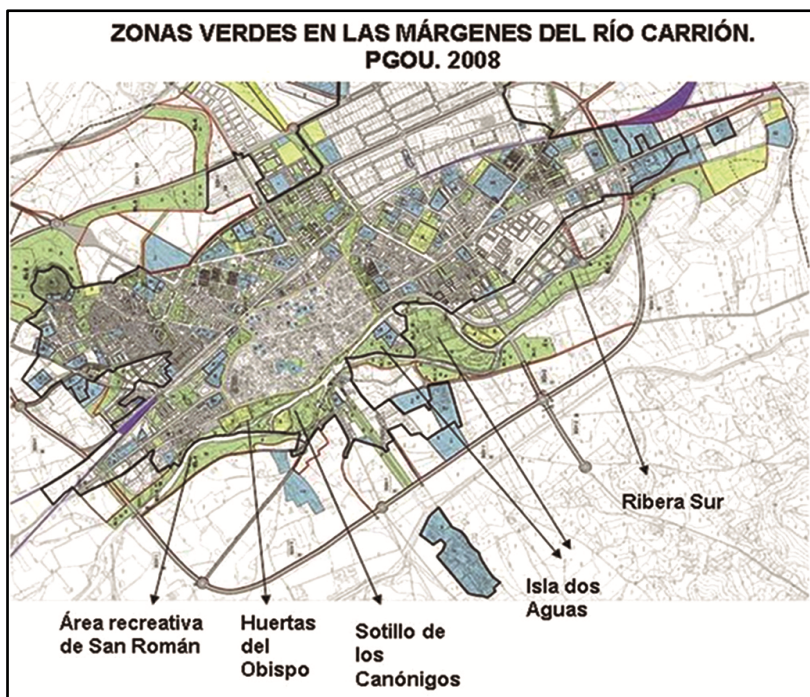 ZONAS VERDES EN LAS MÁRGENES DEL RÍO CARRIÓN.
PGOU. 2008
Ribera Sur
Isla dos
Aguas
Área recreativa
de San Román
Huertas
del
Obispo
Sotillo de
los
Canónigos